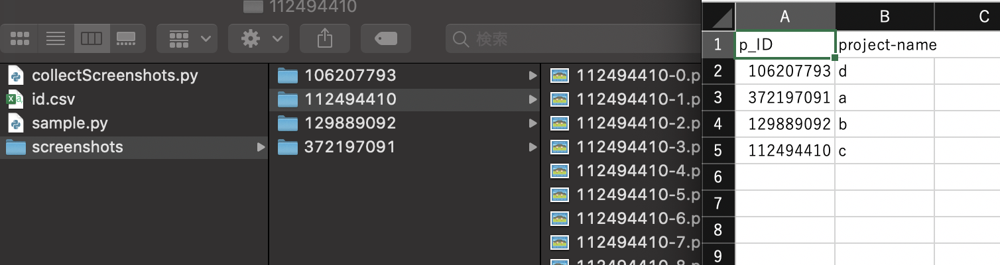 112494410
検索
collectScreenshots.py
id.csv
sample.py
screenshots
106207793
112494410
129889092
372197091
112494410-0.p
112494410-1.p
112494410-2.p
112494410-3.p
112494410-4.p
112494410-5.p
112494410-6.p
112494410-7.p
112494410-8.p
A B C
1 p_ID project-name
2 106207793 d
3 372197091 a
4 129889092 b
5 112494410 c
6
7
8
9